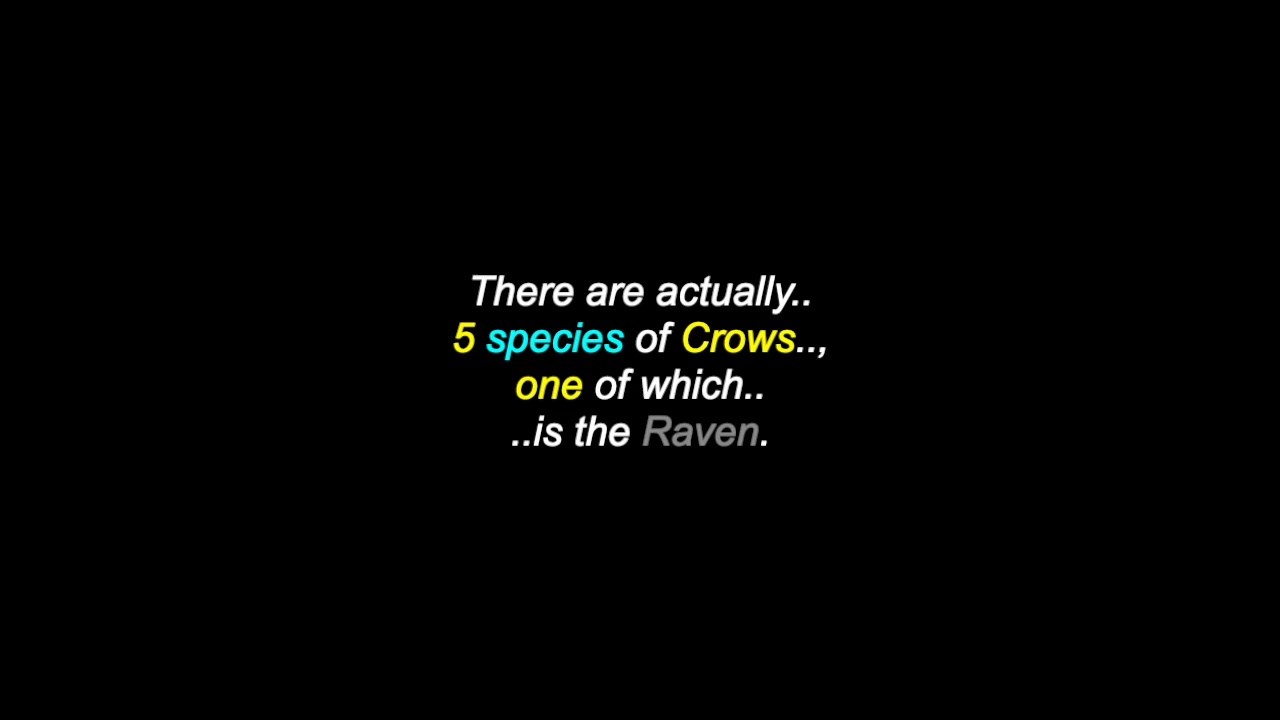 There are actually..
5 species of Crows..,
one of which..
..is the Raven.